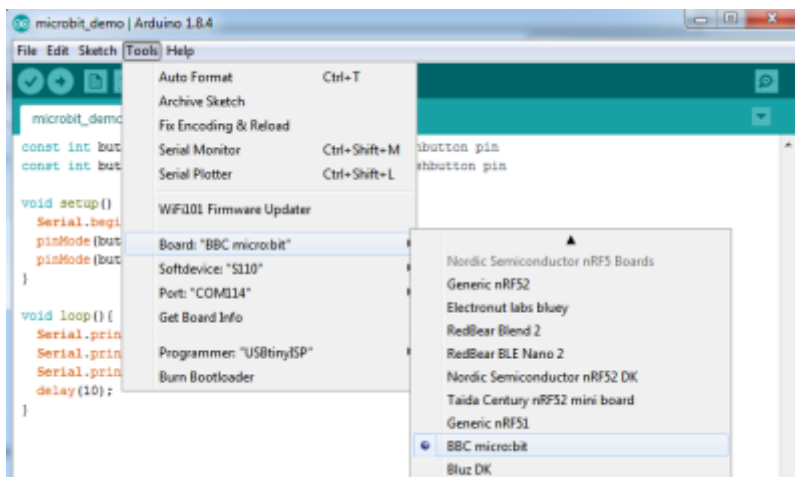 microbit_demo | Arduino 1.8.4
File Edit Sketch Tools Help
microbit_demo
Auto Format Ctrl+T
Archive Sketch
Fix Encoding & Reload
Serial Monitor Ctrl+Shift+M
Serial Plotter Ctrl+Shift+L
WiFi101 Firmware Updater
Board: "BBC micro:bit"
Softdevice: "S110"
Port: "COM114"
Get Board Info
Programmer: "USBtinyISP"
Burn Bootloader
const int but hbutton pin
const int but shbutton pin
void setup()
Serial.begi
pinMode(but
pinMode(but
}
void loop(){
Serial.prin
Serial.prin
Serial.prin
delay(10);
}
Nordic Semiconductor nRF5 Boards
Generic nRF52
Electronut labs bluey
RedBear Blend 2
RedBear BLE Nano 2
Nordic Semiconductor nRF52 DK
Taida Century nRF52 mini board
Generic nRF51
BBC micro:bit
Bluz DK